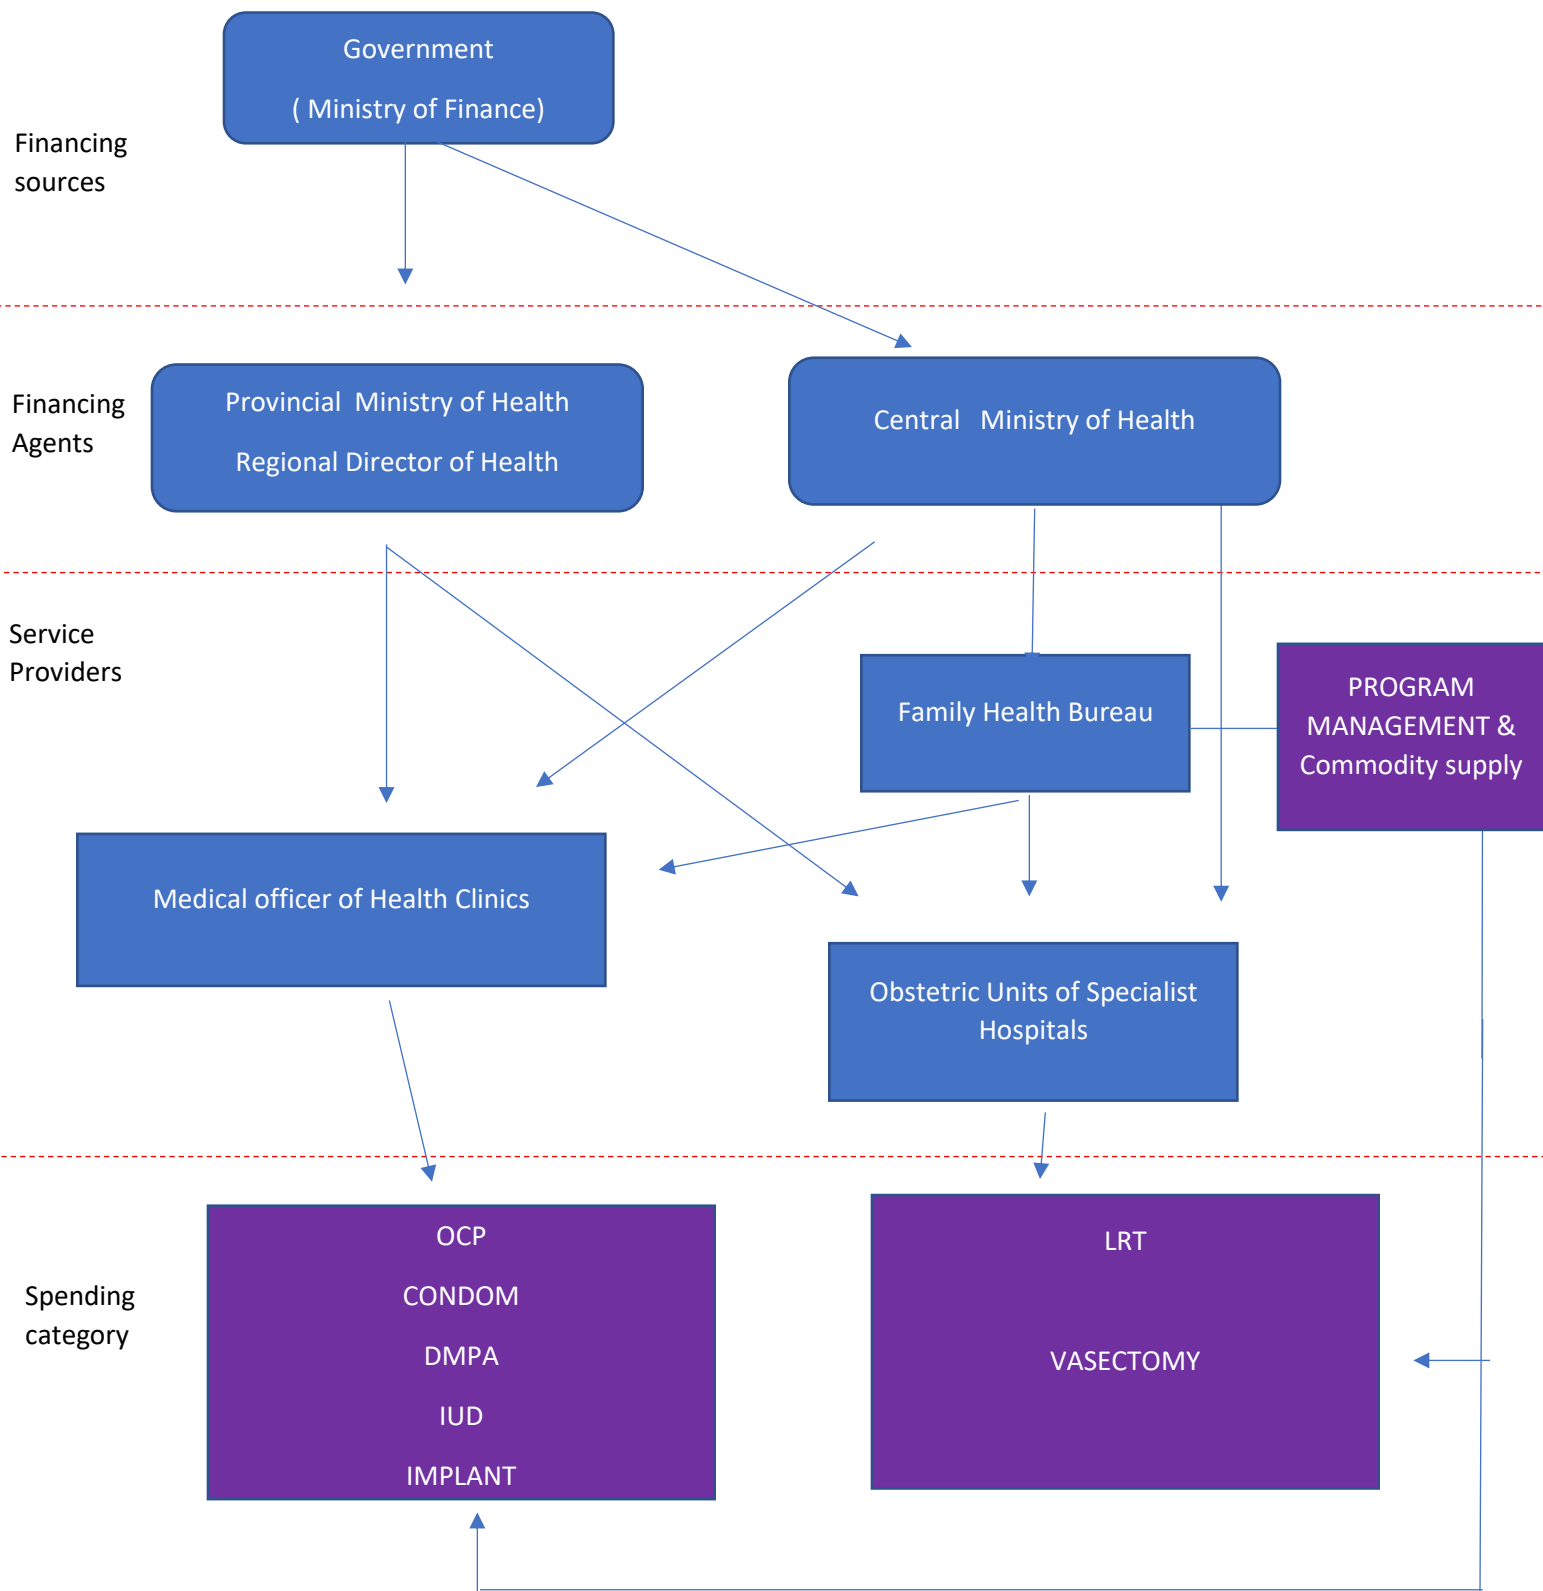 Government
( Ministry of Finance)
Financing
sources
Financing
Agents
Provincial  Ministry of Health
Regional Director of Health
Central   Ministry of Health
Service
Providers
Family Health Bureau
PROGRAM
MANAGEMENT &
Commodity supply
Medical officer of Health Clinics
Obstetric Units of Specialist
Hospitals
Spending
category
OCP
CONDOM
DMPA
IUD
IMPLANT
LRT
VASECTOMY